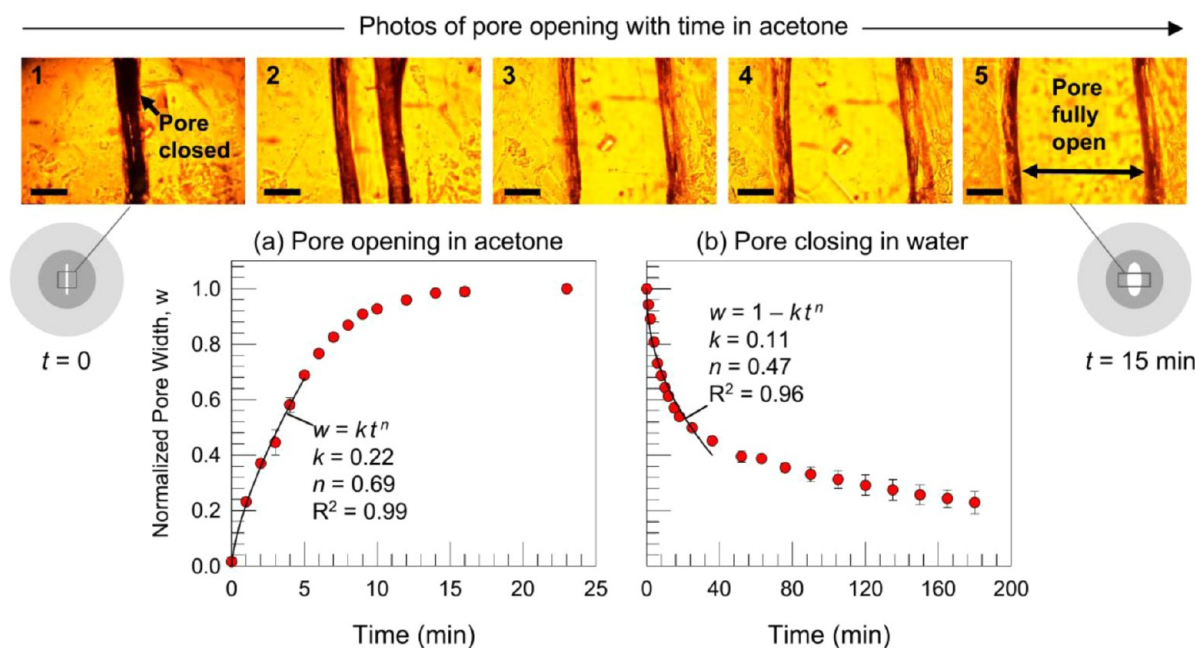 Photos of pore opening with time in acetone
1
Pore
closed
2
3
4
5
Pore
fully
open
t = 0
t = 15 min
(a) Pore opening in acetone
Normalized Pore Width, w
1.0
0.8
0.6
0.4
0.2
0.0
w = ktⁿ
k = 0.22
n = 0.69
R² = 0.99
0 5 10 15 20 25
Time (min)
(b) Pore closing in water
w = 1 – ktⁿ
k = 0.11
n = 0.47
R² = 0.96
0 40 80 120 160 200
Time (min)